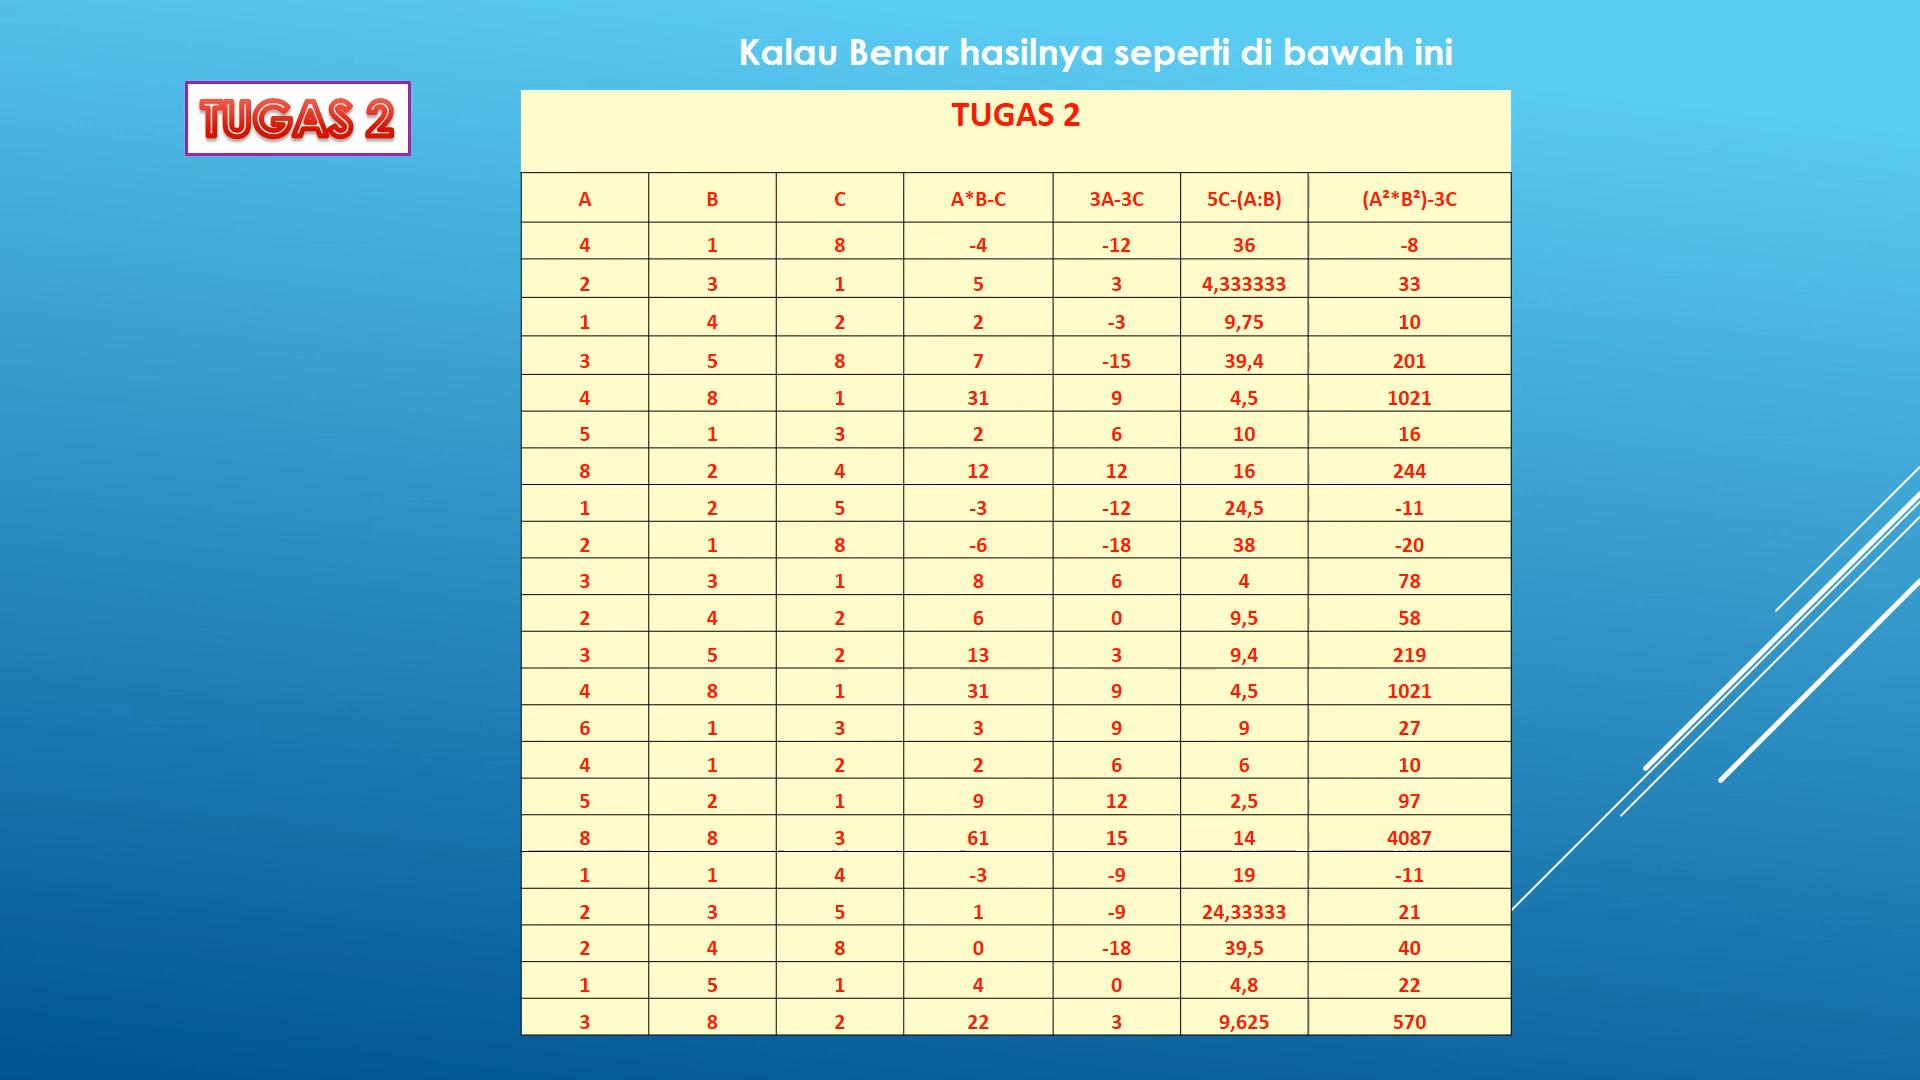 Kalau Benar hasilnya seperti di bawah ini
TUGAS 2
TUGAS 2
A B C A*B-C 3A-3C 5C-(A:B) (A²*B²)-3C
4 1 8 -4 -12 36 -8
2 3 1 5 3 4,333333 33
1 4 2 2 -3 9,75 10
3 5 8 7 -15 39,4 201
4 8 1 31 9 4,5 1021
5 1 3 2 6 10 16
8 2 4 12 12 16 244
1 2 5 -3 -12 24,5 -11
2 1 8 -6 -18 38 -20
3 3 1 8 6 4 78
2 4 2 6 0 9,5 58
3 5 2 13 3 9,4 219
4 8 1 31 9 4,5 1021
6 1 3 3 9 9 27
4 1 2 2 6 6 10
5 2 1 9 12 2,5 97
8 8 3 61 15 14 4087
1 1 4 -3 -9 19 -11
2 3 5 1 -9 24,33333 21
2 4 8 0 -18 39,5 40
1 5 1 4 0 4,8 22
3 8 2 22 3 9,625 570